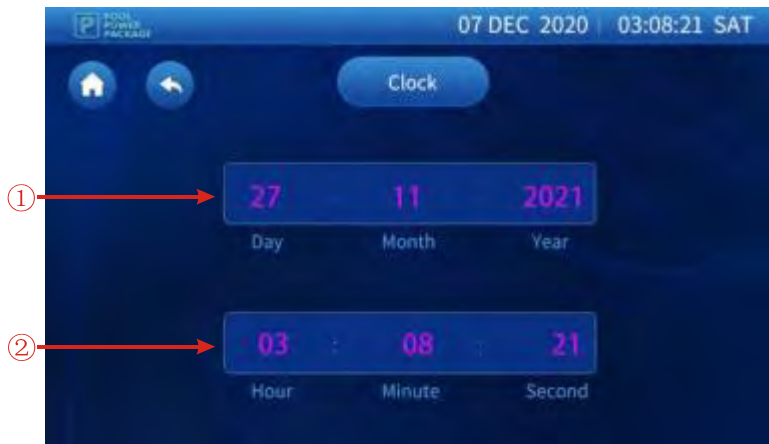 P POOL POWER PACKAGE
07 DEC 2020 03:08:21 SAT
Clock
① 27 11 2021
Day Month Year
② 03 : 08 : 21
Hour Minute Second